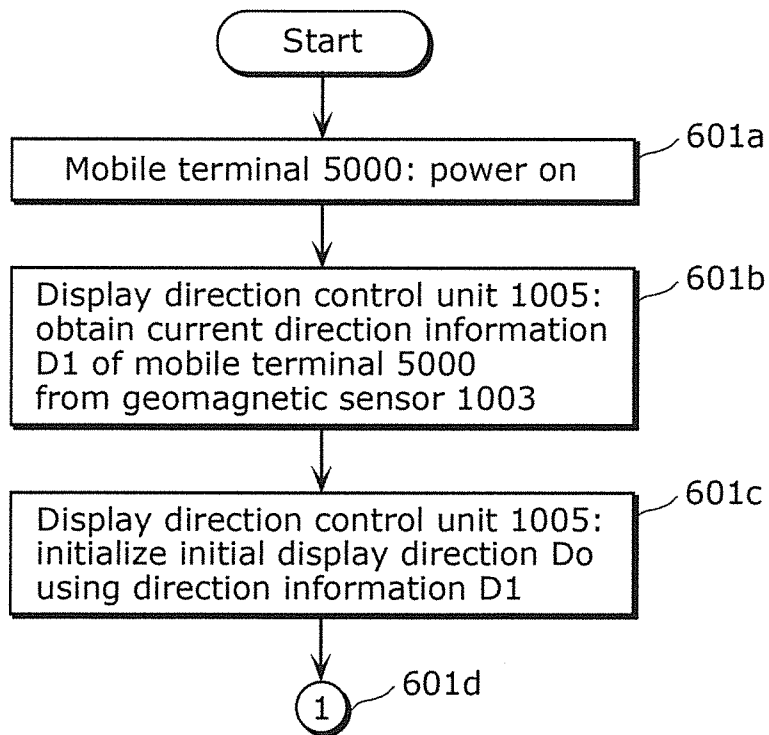 Start
Mobile terminal 5000: power on
601a
Display direction control unit 1005:
obtain current direction information
D1 of mobile terminal 5000
from geomagnetic sensor 1003
601b
Display direction control unit 1005:
initialize initial display direction Do
using direction information D1
601c
1
601d